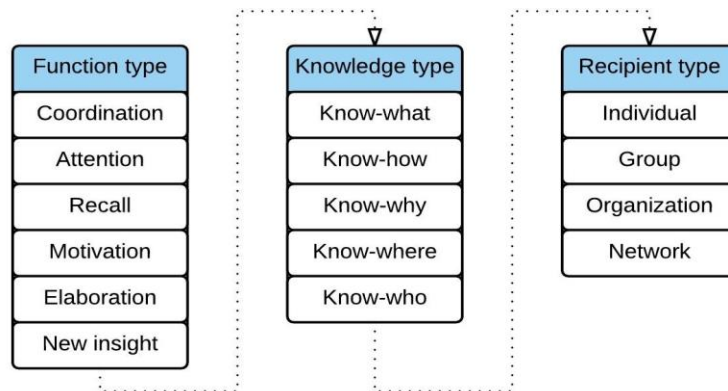 Function type
Coordination
Attention
Recall
Motivation
Elaboration
New insight
Knowledge type
Know-what
Know-how
Know-why
Know-where
Know-who
Recipient type
Individual
Group
Organization
Network